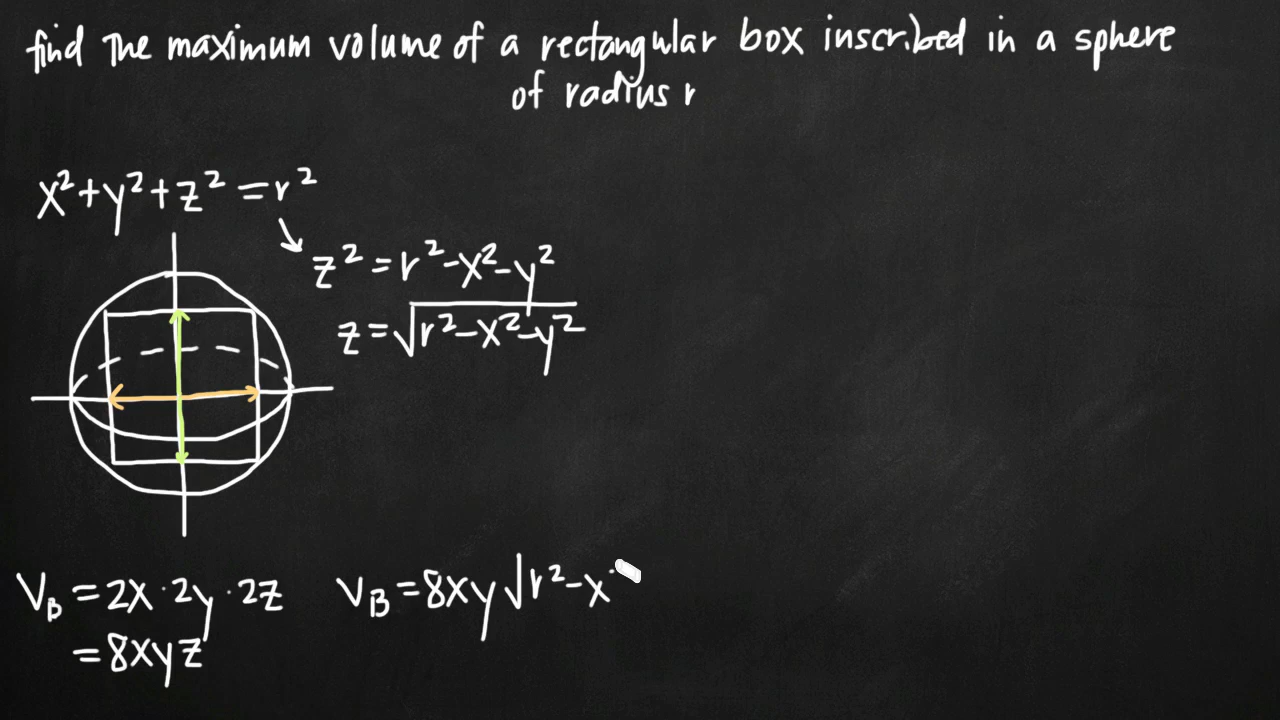 find the maximum volume of a rectangular box inscribed in a sphere
of radius r
x²+y²+z²=r²
z²=r²-x²-y²
z=√(r²-x²-y²)
V_B=2x·2y·2z
=8xyz
V_B=8xy√r²-x